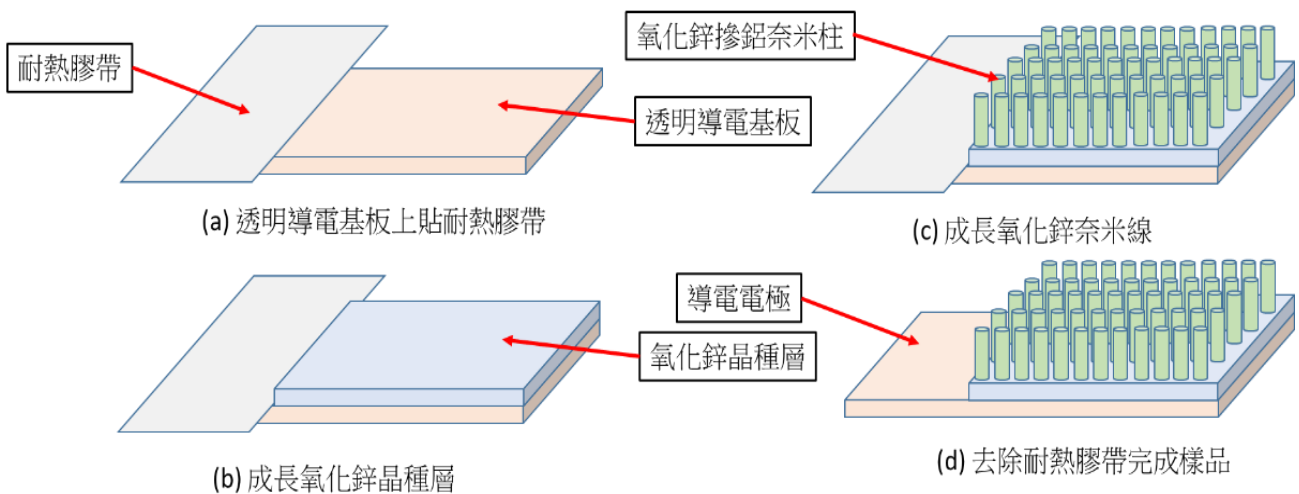 耐熱膠帶
透明導電基板
(a) 透明導電基板上貼耐熱膠帶
氧化鋅晶種層
(b) 成長氧化鋅晶種層
氧化鋅摻鋁奈米柱
(c) 成長氧化鋅奈米線
導電電極
(d) 去除耐熱膠帶完成樣品